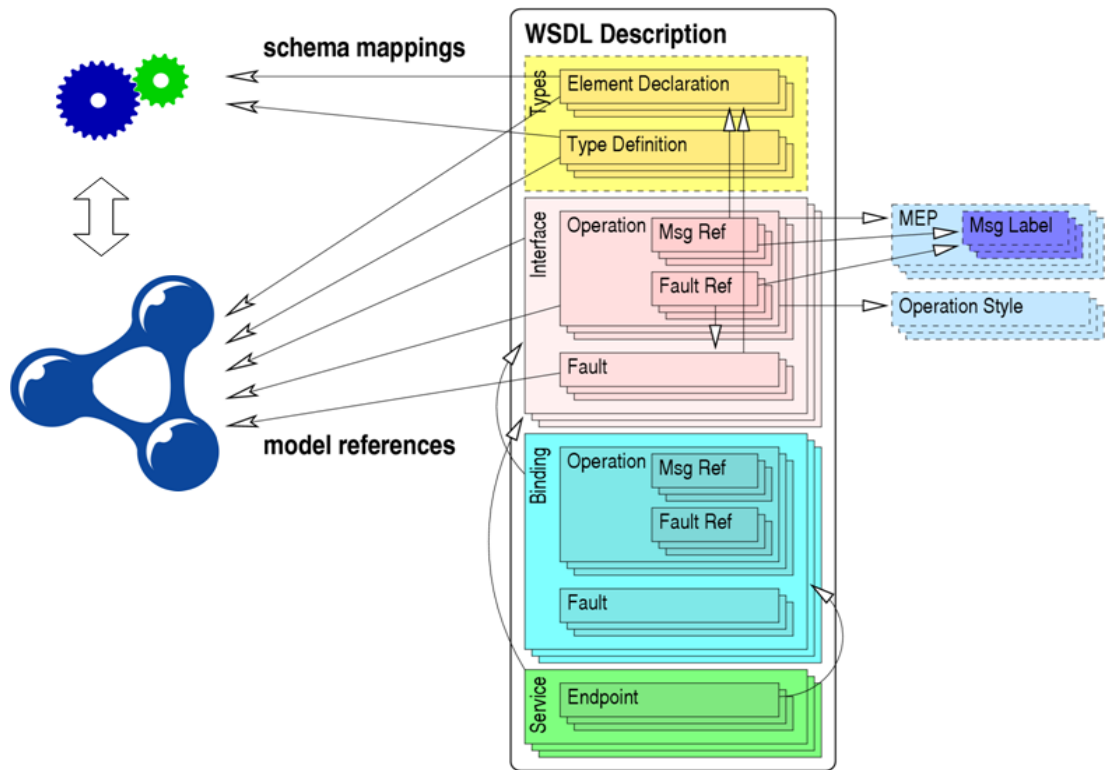 schema mappings
WSDL Description
Types
Element Declaration
Type Definition
Interface
Operation
Msg Ref
Fault Ref
Fault
MEP
Msg Label
Operation Style
model references
Binding
Operation
Msg Ref
Fault Ref
Fault
Service
Endpoint